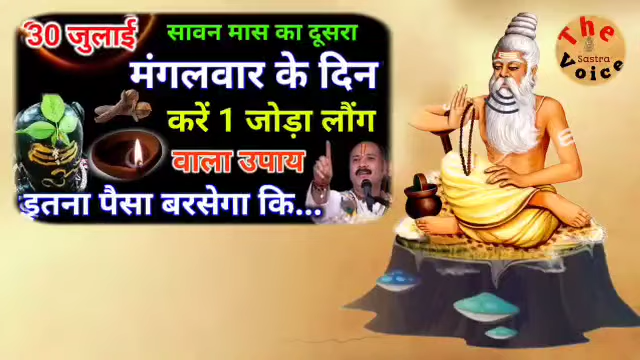 30 जुलाई
सावन मास का दूसरा
मंगलवार के दिन
करें 1 जोड़ा लौंग
वाला उपाय
इतना पैसा बरसेगा कि...
The
Sastra
Voice